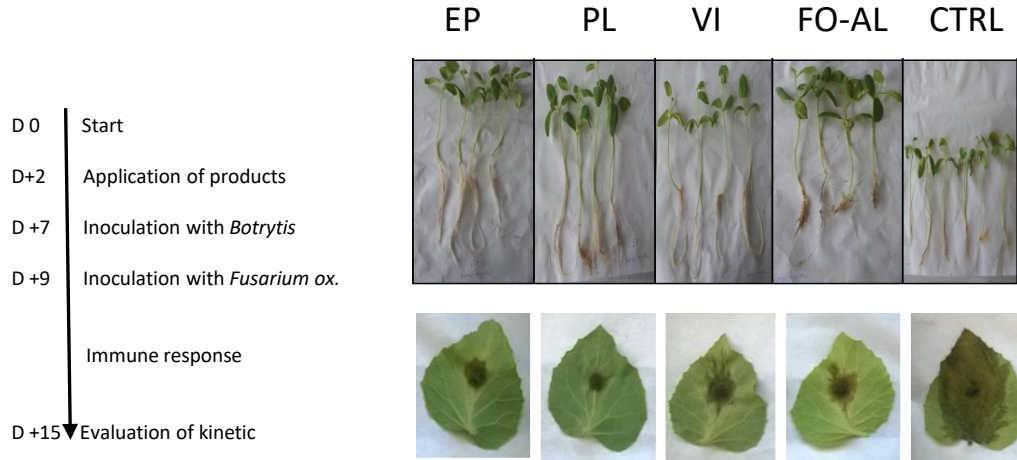 EP PL VI FO-AL CTRL
D 0 Start
D+2 Application of products
D +7 Inoculation with Botrytis
D +9 Inoculation with Fusarium ox.
Immune response
D +15 Evaluation of kinetic